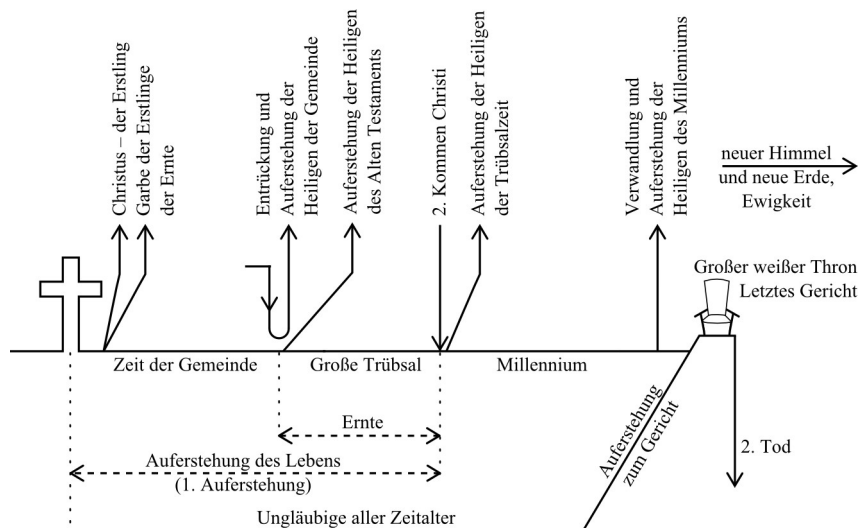 Christus – der Erstling
Garbe der Erstlinge
der Ernte
Entrückung und
Auferstehung der
Heiligen der Gemeinde
Auferstehung der Heiligen
des Alten Testaments
2. Kommen Christi
Auferstehung der Heiligen
der Trübsalzeit
Verwandlung und
Auferstehung der
Heiligen des Millenniums
neuer Himmel
und neue Erde,
Ewigkeit
Großer weißer Thron
Letztes Gericht
Zeit der Gemeinde
Große Trübsal
Millennium
Ernte
Auferstehung des Lebens
(1. Auferstehung)
Auferstehung
zum Gericht
2. Tod
Ungläubige aller Zeitalter